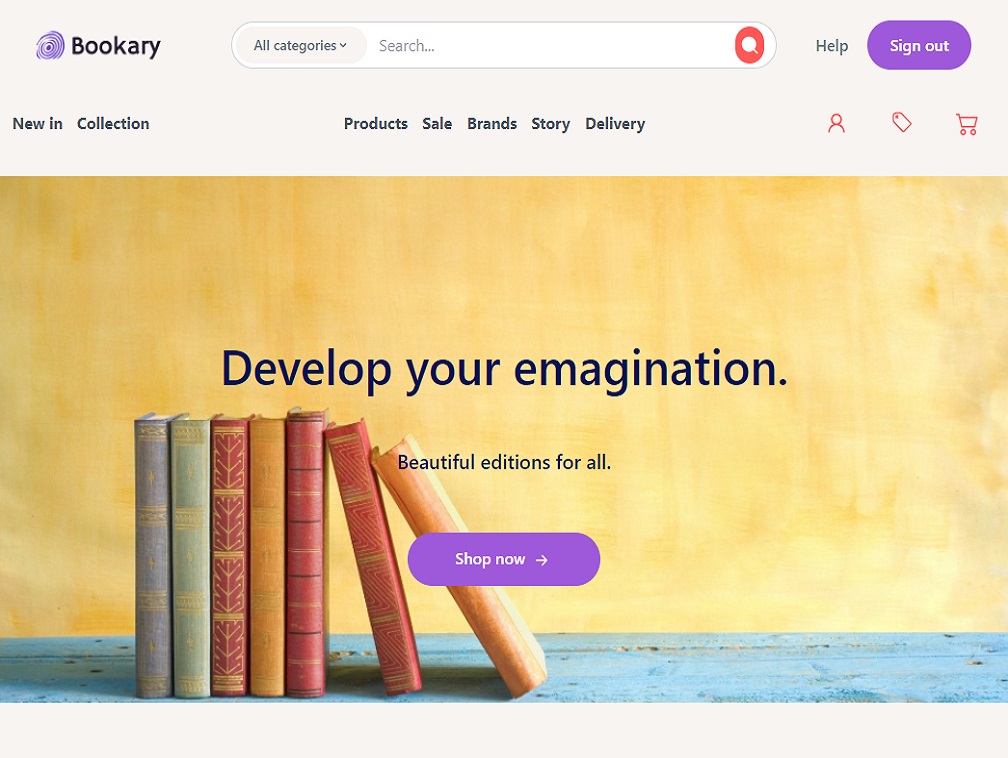 Bookary
All categories
Search...
Help
Sign out
New in
Collection
Products
Sale
Brands
Story
Delivery
Develop your emagination.
Beautiful editions for all.
Shop now →